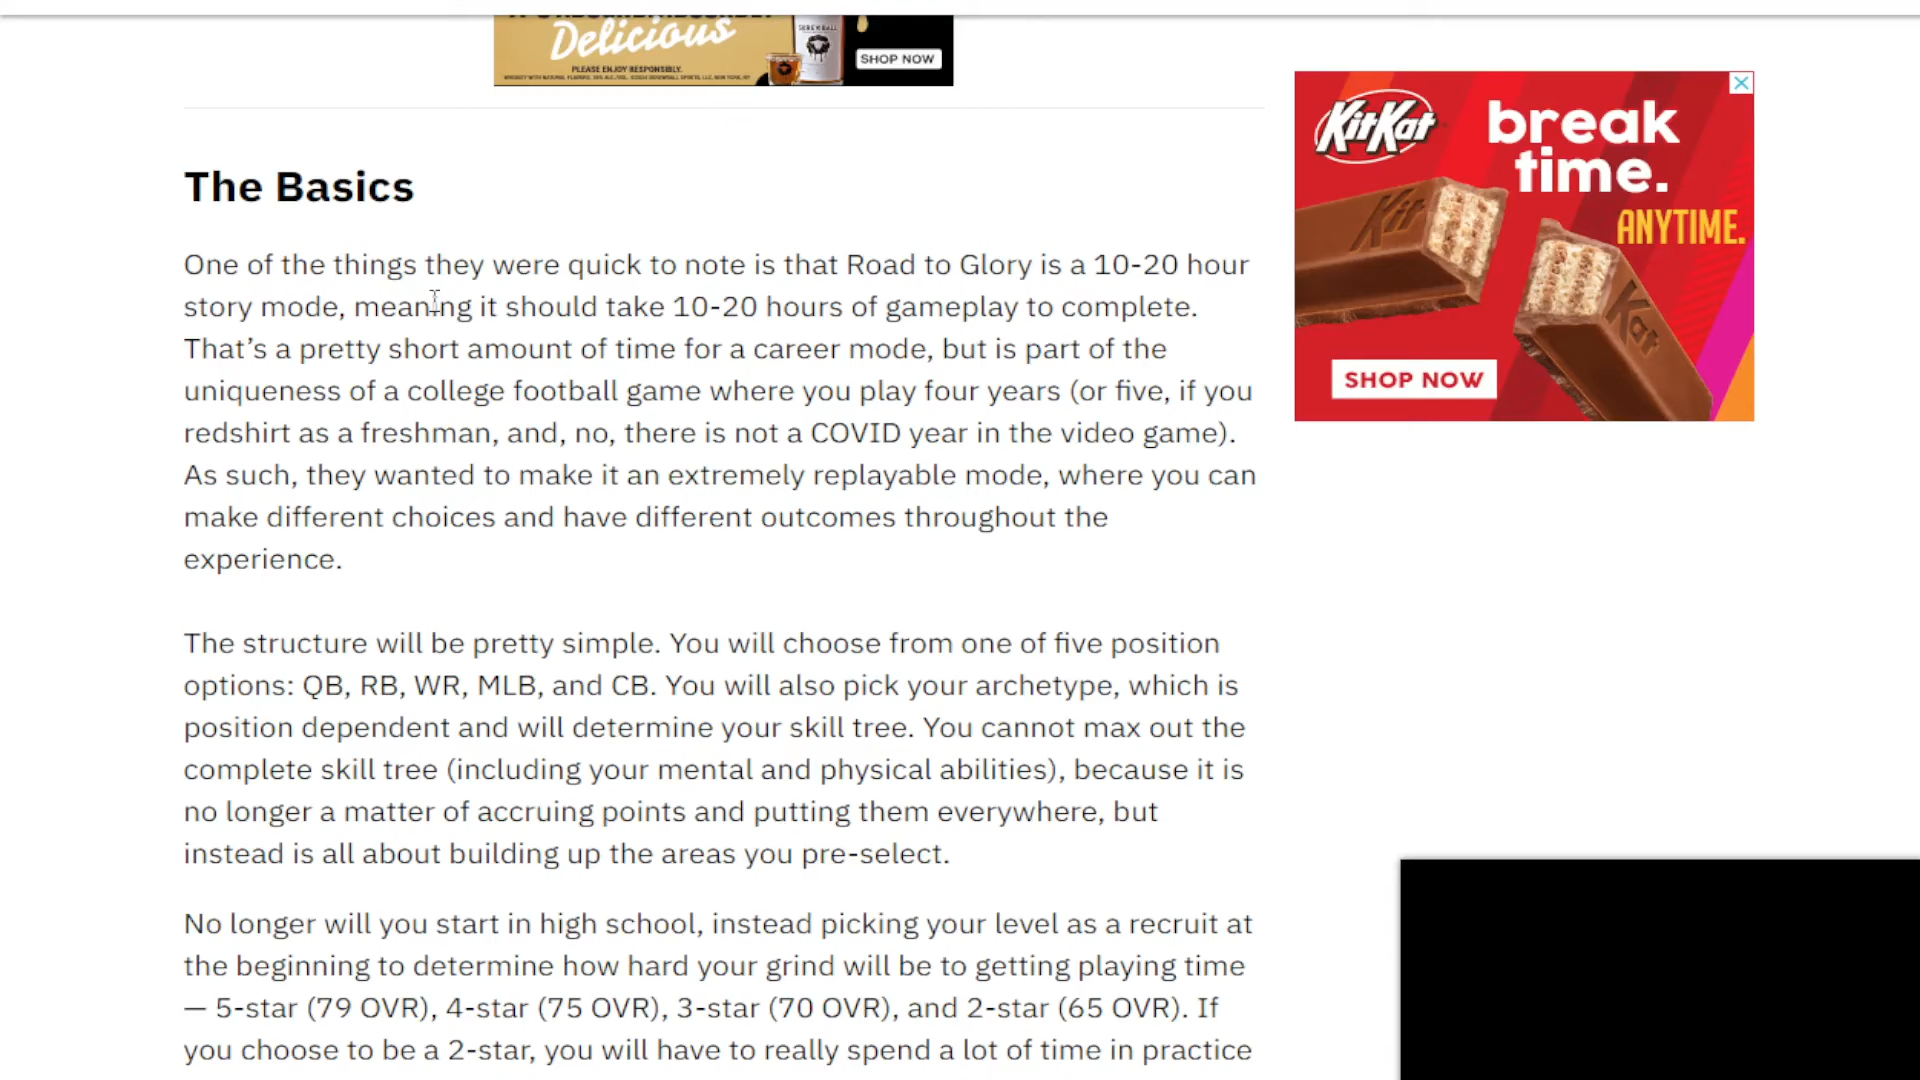 Delicious
PLEASE ENJOY RESPONSIBLY.
SHOP NOW
KitKat
break
time.
ANYTIME.
Kit
Kat
SHOP NOW
The Basics
One of the things they were quick to note is that Road to Glory is a 10-20 hour
story mode, meaning it should take 10-20 hours of gameplay to complete.
That’s a pretty short amount of time for a career mode, but is part of the
uniqueness of a college football game where you play four years (or five, if you
redshirt as a freshman, and, no, there is not a COVID year in the video game).
As such, they wanted to make it an extremely replayable mode, where you can
make different choices and have different outcomes throughout the
experience.
The structure will be pretty simple. You will choose from one of five position
options: QB, RB, WR, MLB, and CB. You will also pick your archetype, which is
position dependent and will determine your skill tree. You cannot max out the
complete skill tree (including your mental and physical abilities), because it is
no longer a matter of accruing points and putting them everywhere, but
instead is all about building up the areas you pre-select.
No longer will you start in high school, instead picking your level as a recruit at
the beginning to determine how hard your grind will be to getting playing time
— 5-star (79 OVR), 4-star (75 OVR), 3-star (70 OVR), and 2-star (65 OVR). If
you choose to be a 2-star, you will have to really spend a lot of time in practice